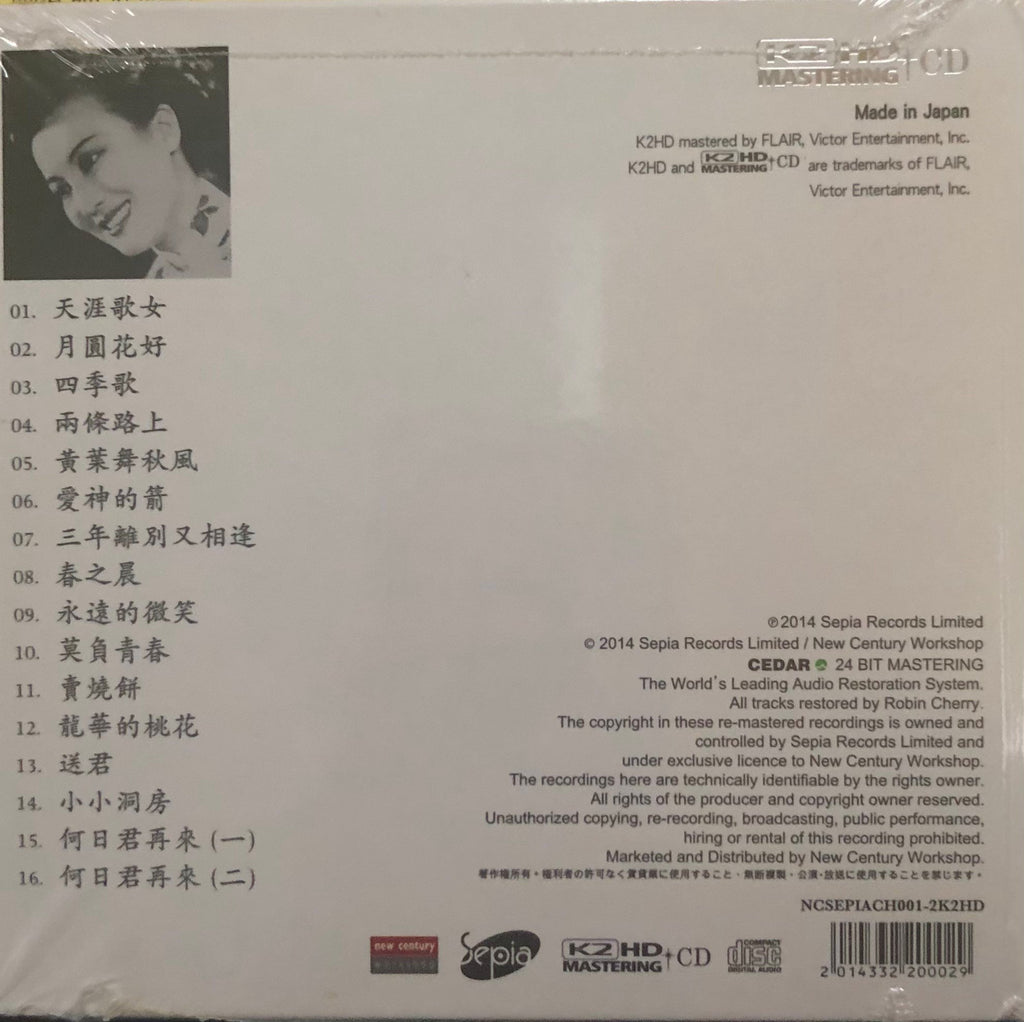 K2 HD MASTERING + CD
Made in Japan
K2HD mastered by FLAIR, Victor Entertainment, Inc.
K2HD and K2 HD MASTERING + CD are trademarks of FLAIR,
Victor Entertainment, Inc.
01. 天涯歌女
02. 月圓花好
03. 四季歌
04. 兩條路上
05. 黃葉舞秋風
06. 愛神的箭
07. 三年離別又相逢
08. 春之晨
09. 永遠的微笑
10. 莫負青春
11. 賣燒餅
12. 龍華的桃花
13. 送君
14. 小小洞房
15. 何日君再來 (一)
16. 何日君再來 (二)
℗2014 Sepia Records Limited
© 2014 Sepia Records Limited / New Century Workshop
CEDAR 24 BIT MASTERING
The World's Leading Audio Restoration System.
All tracks restored by Robin Cherry.
The copyright in these re-mastered recordings is owned and
controlled by Sepia Records Limited and
under exclusive licence to New Century Workshop.
The recordings here are technically identifiable by the rights owner.
All rights of the producer and copyright owner reserved.
Unauthorized copying, re-recording, broadcasting, public performance,
hiring or rental of this recording prohibited.
Marketed and Distributed by New Century Workshop.
著作権所有・権利者の許可なく賃貸業に使用すること、無断複製・公演・放送に使用することを禁じます。
NCSEPIACH001-2K2HD
new century workshop
Sepia
K2 HD MASTERING + CD
COMPACT disc DIGITAL AUDIO
2 014332 200029